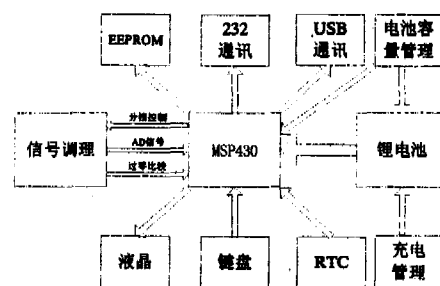 EEPROM
232
通讯
USB
通讯
电池容
量管理
分档控制
信号调理
AD信号
MSP430
锂电池
过零比较
液晶
键盘
RTC
充电
管理